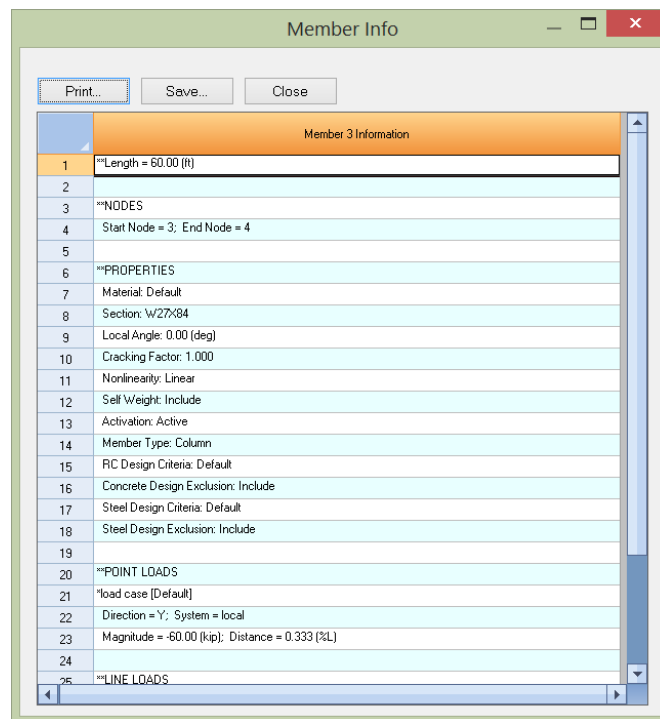 Member Info
Print... Save... Close
Member 3 Information
1 **Length = 60.00 (ft)
2
3 **NODES
4 Start Node = 3; End Node = 4
5
6 **PROPERTIES
7 Material: Default
8 Section: W27X84
9 Local Angle: 0.00 (deg)
10 Cracking Factor: 1.000
11 Nonlinearity: Linear
12 Self Weight: Include
13 Activation: Active
14 Member Type: Column
15 RC Design Criteria: Default
16 Concrete Design Exclusion: Include
17 Steel Design Criteria: Default
18 Steel Design Exclusion: Include
19
20 **POINT LOADS
21 *load case [Default]
22 Direction = Y; System = local
23 Magnitude = -60.00 (kip); Distance = 0.333 (%L)
24
25 **LINE LOADS